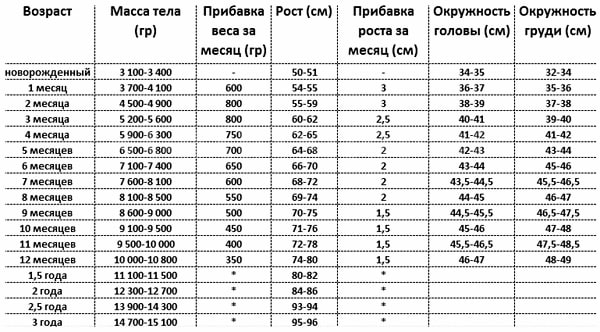 Возраст Масса тела (гр) Прибавка веса за месяц (гр) Рост (см) Прибавка роста за месяц (см) Окружность головы (см) Окружность груди (см)
новорожденный 3 100-3 400 - 50-51 - 34-35 32-34
1 месяц 3 700-4 100 600 54-55 3 36-37 35-36
2 месяца 4 500-4 900 800 55-59 3 38-39 37-38
3 месяца 5 200-5 600 800 60-62 2,5 40-41 39-40
4 месяца 5 900-6 300 750 62-65 2,5 41-42 41-42
5 месяцев 6 500-6 800 700 64-68 2 42-43 43-44
6 месяцев 7 100-7 400 650 66-70 2 43-44 45-46
7 месяцев 7 600-8 100 600 68-72 2 43,5-44,5 45,5-46,5
8 месяцев 8 100-8 500 550 69-74 2 44-45 46-47
9 месяцев 8 600-9 000 500 70-75 1,5 44,5-45,5 46,5-47,5
10 месяцев 9 100-9 500 450 71-76 1,5 45-46 47-48
11 месяцев 9 500-10 000 400 72-78 1,5 45,5-46,5 47,5-48,5
12 месяцев 10 000-10 800 350 74-80 1,5 46-47 48-49
1,5 года 11 100-11 500 * 80-82 *
2 года 12 300-12 700 * 84-86 *
2,5 года 13 900-14 300 * 93-94 *
3 года 14 700-15 100 * 95-96 *